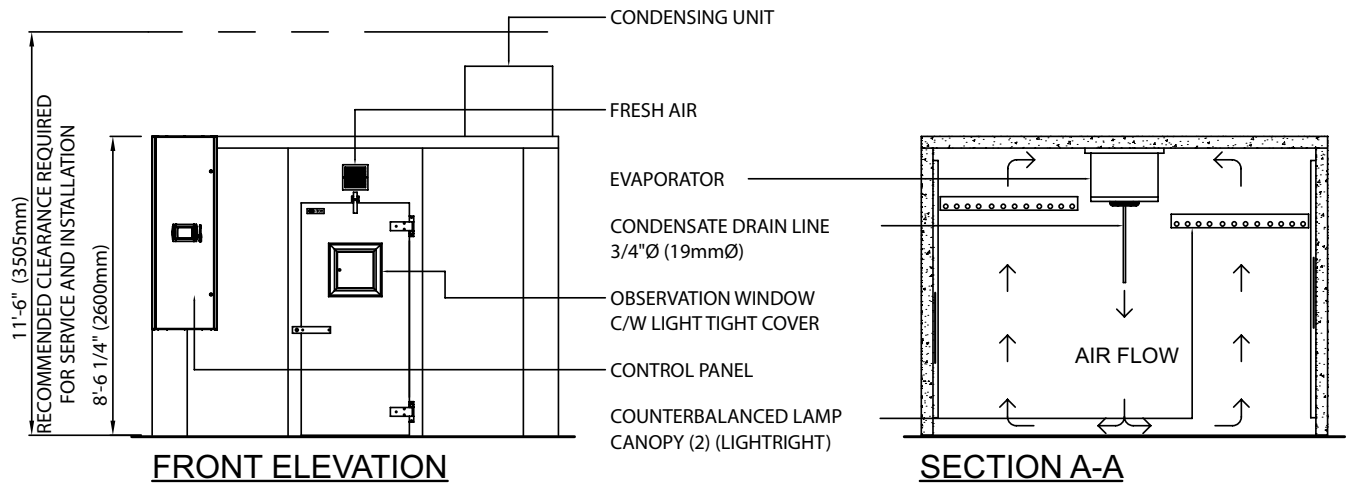 CONDENSING UNIT
FRESH AIR
EVAPORATOR
CONDENSATE DRAIN LINE
3/4"Ø (19mmØ)
OBSERVATION WINDOW
C/W LIGHT TIGHT COVER
CONTROL PANEL
COUNTERBALANCED LAMP
CANOPY (2) (LIGHTRIGHT)
11'-6" (3505mm)
RECOMMENDED CLEARANCE REQUIRED
FOR SERVICE AND INSTALLATION
8'-6 1/4" (2600mm)
AIR FLOW
FRONT ELEVATION
SECTION A-A